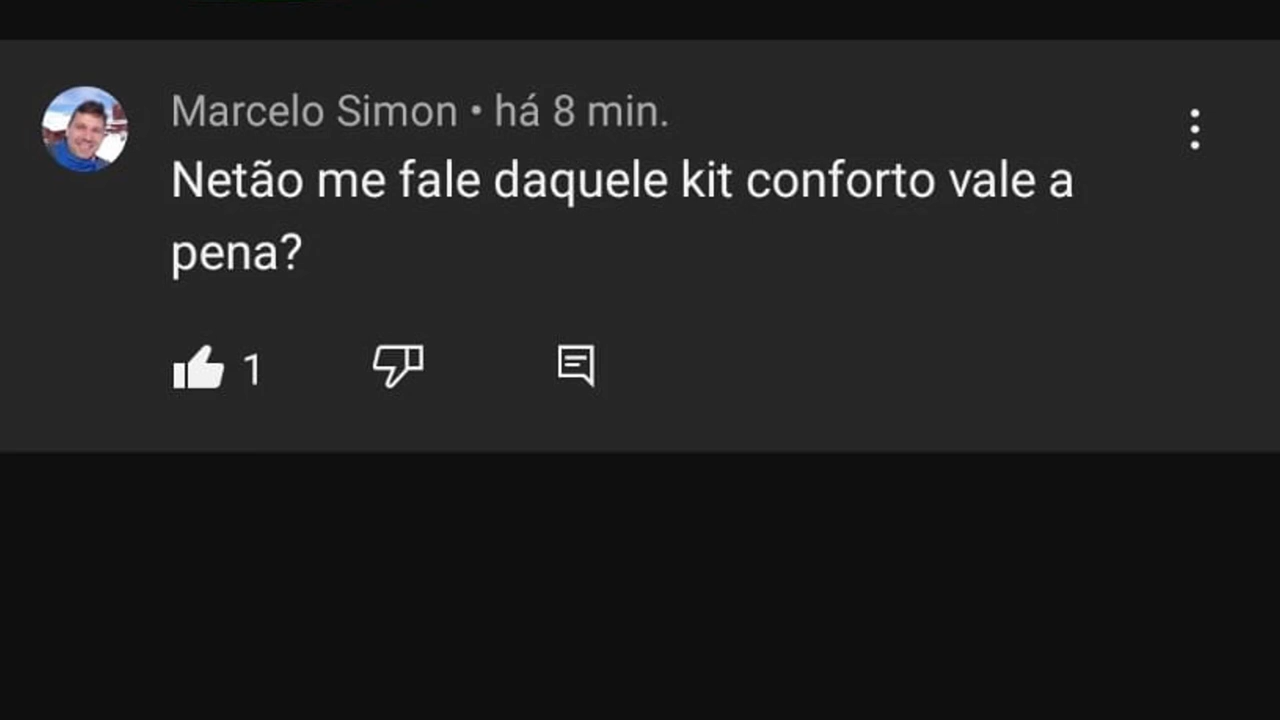 Marcelo Simon • há 8 min.
Netão me fale daquele kit conforto vale a
pena?
1